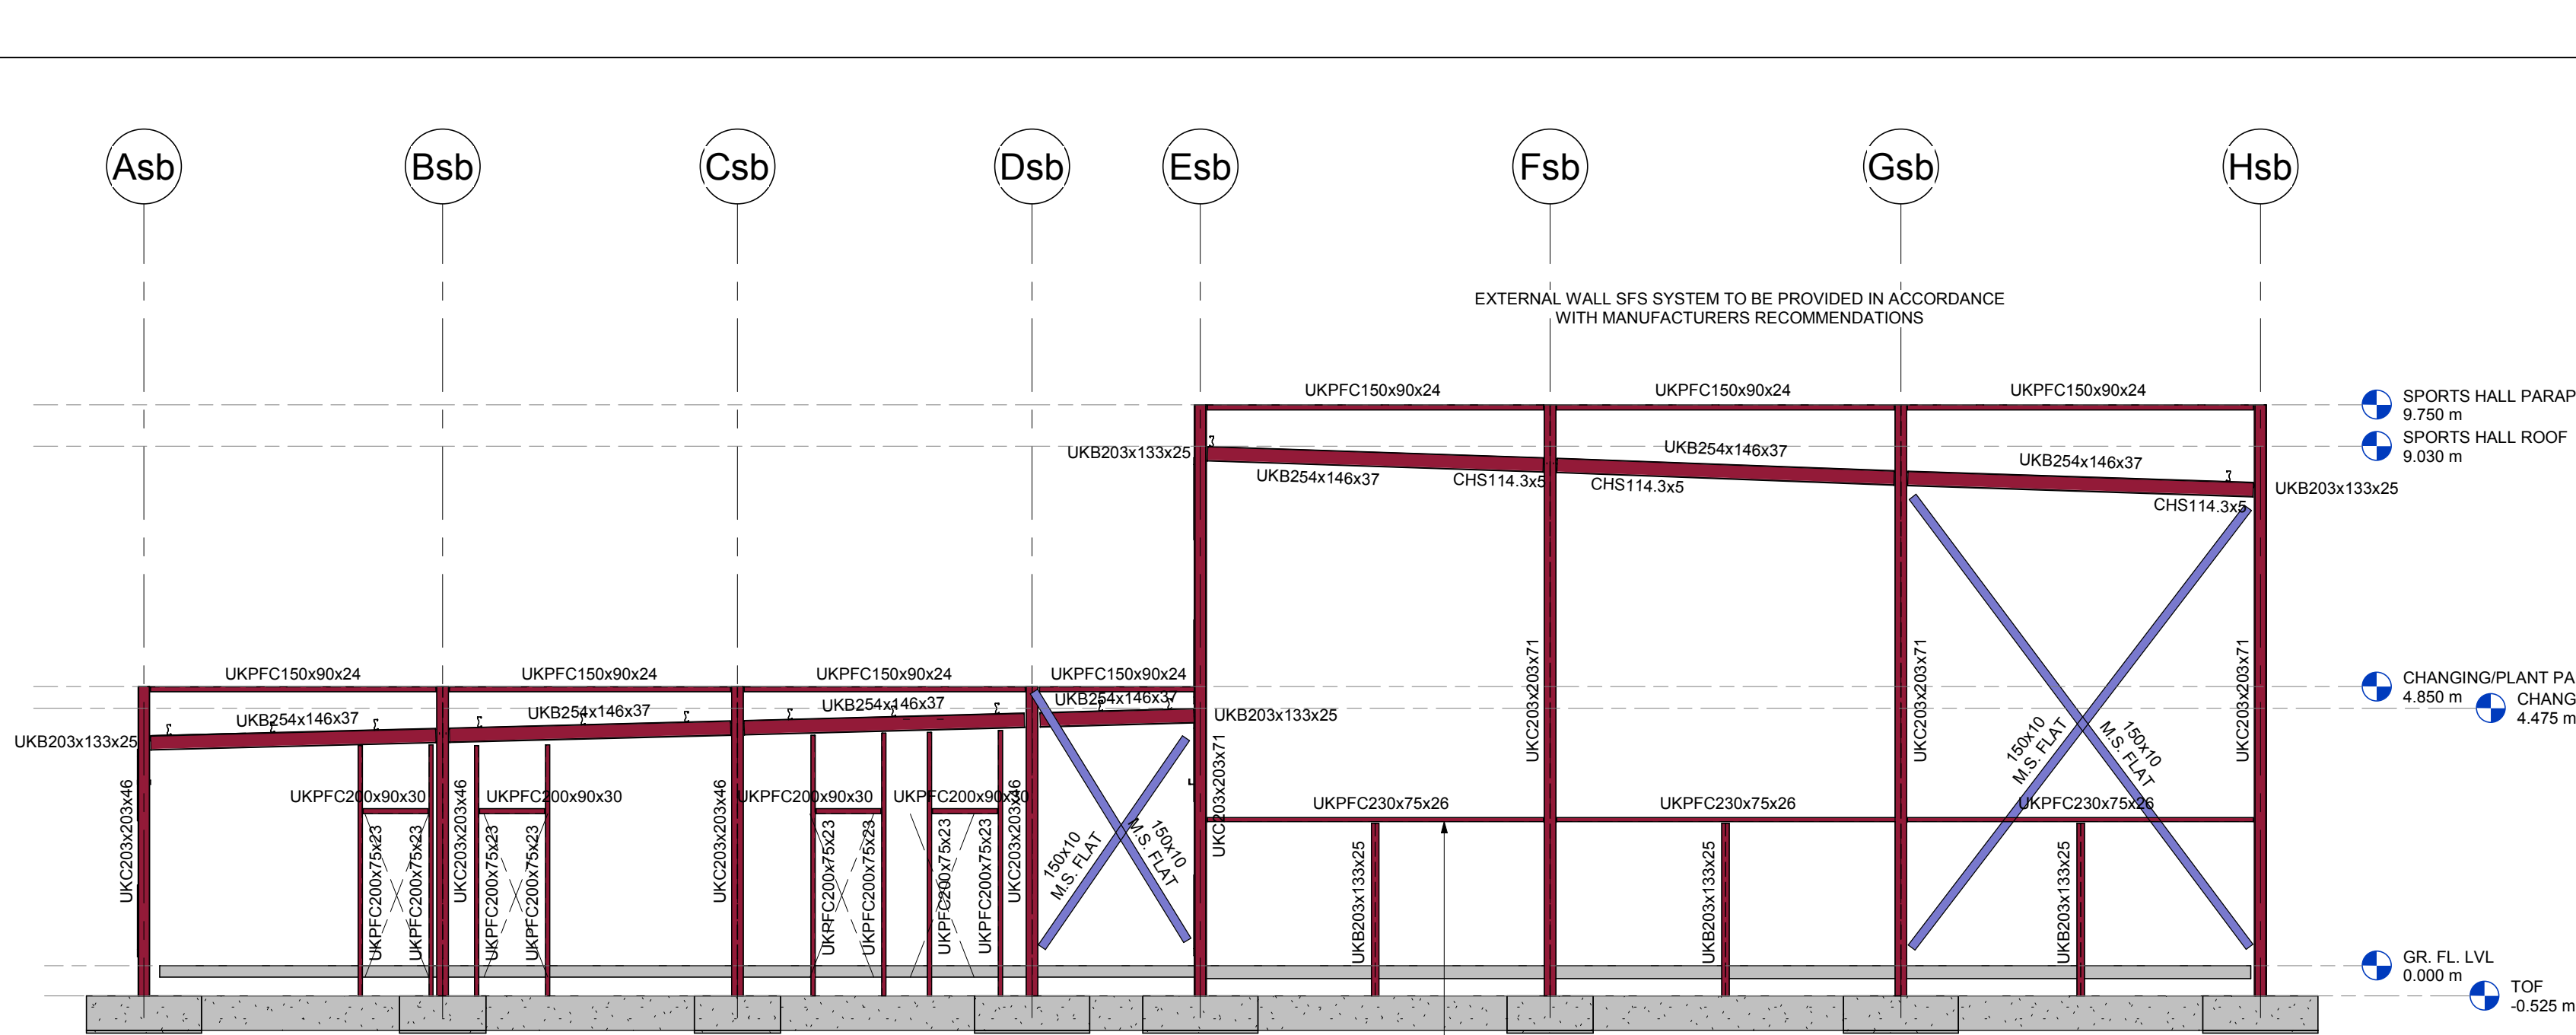 Asb
Bsb
Csb
Dsb
Esb
Fsb
Gsb
Hsb
EXTERNAL WALL SFS SYSTEM TO BE PROVIDED IN ACCORDANCE
WITH MANUFACTURERS RECOMMENDATIONS
UKPFC150x90x24
UKPFC150x90x24
UKPFC150x90x24
SPORTS HALL PARAP
9.750 m
SPORTS HALL ROOF
9.030 m
UKB203x133x25
UKB254x146x37
UKB254x146x37
UKB254x146x37
CHS114.3x5
CHS114.3x5
CHS114.3x5
UKB203x133x25
UKPFC150x90x24
UKPFC150x90x24
UKPFC150x90x24
UKPFC150x90x24
CHANGING/PLANT PA
4.850 m
CHANG
4.475 m
UKB203x133x25
UKB254x146x37
UKB254x146x37
UKB254x146x37
UKB254x146x37
UKB203x133x25
UKC203x203x46
UKPFC200x90x30
UKC203x203x46
UKPFC200x90x30
UKC203x203x46
UKPFC200x90x30
UKPFC200x90x30
UKC203x203x46
UKC203x203x71
UKC203x203x71
UKC203x203x71
UKC203x203x71
UKPFC200x75x23
UKPFC200x75x23
UKPFC200x75x23
UKPFC200x75x23
UKPFC200x75x23
UKPFC200x75x23
UKPFC200x75x23
UKPFC200x75x23
150x10
M.S. FLAT
150x10
M.S. FLAT
150x10
M.S. FLAT
150x10
M.S. FLAT
UKPFC230x75x26
UKPFC230x75x26
UKPFC230x75x26
UKB203x133x25
UKB203x133x25
UKB203x133x25
GR. FL. LVL
0.000 m
TOF
-0.525 m